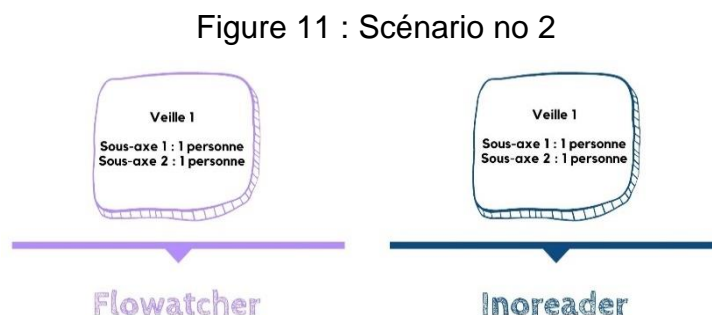 Figure 11 : Scénario no 2
Veille 1
Sous-axe 1 : 1 personne
Sous-axe 2 : 1 personne
Flowatcher
Veille 1
Sous-axe 1 : 1 personne
Sous-axe 2 : 1 personne
Inoreader